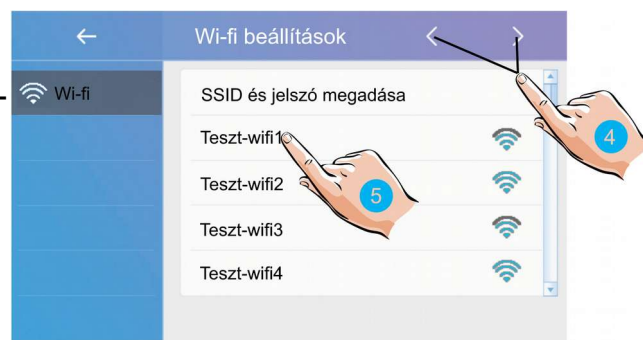 Wi-fi beállítások
Wi-fi
SSID és jelszó megadása
Teszt-wifi1
Teszt-wifi2
Teszt-wifi3
Teszt-wifi4
4
5